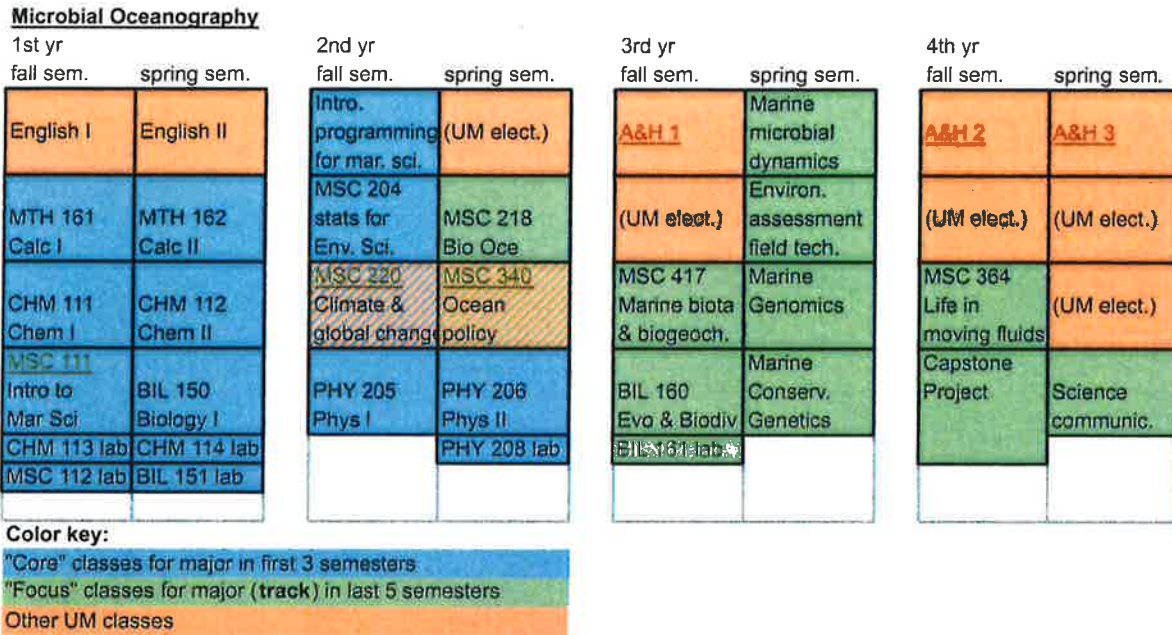 Microbial Oceanography
1st yr
fall sem. spring sem.
English I
English II
MTH 161
Calc I
MTH 162
Calc II
CHM 111
Chem I
CHM 112
Chem II
MSC 111
Intro to
Mar Sci
BIL 150
Biology I
CHM 113 lab
CHM 114 lab
MSC 112 lab
BIL 151 lab
2nd yr
fall sem. spring sem.
Intro.
programming
for mar. sci.
(UM elect.)
MSC 204
stats for
Env. Sci.
MSC 218
Bio Oce
MSC 220
Climate &
global change
MSC 340
Ocean
policy
PHY 205
Phys I
PHY 206
Phys II
PHY 208 lab
3rd yr
fall sem. spring sem.
A&H 1
Marine
microbial
dynamics
(UM elect.)
Environ.
assessment
field tech.
MSC 417
Marine biota
& biogeoch.
Marine
Genomics
BIL 160
Evo & Biodiv
Marine
Conserv.
Genetics
BIL 161 lab
4th yr
fall sem. spring sem.
A&H 2
A&H 3
(UM elect.)
(UM elect.)
MSC 364
Life in
moving fluids
(UM elect.)
Capstone
Project
Science
communic.
Color key:
"Core" classes for major in first 3 semesters
"Focus" classes for major (track) in last 5 semesters
Other UM classes